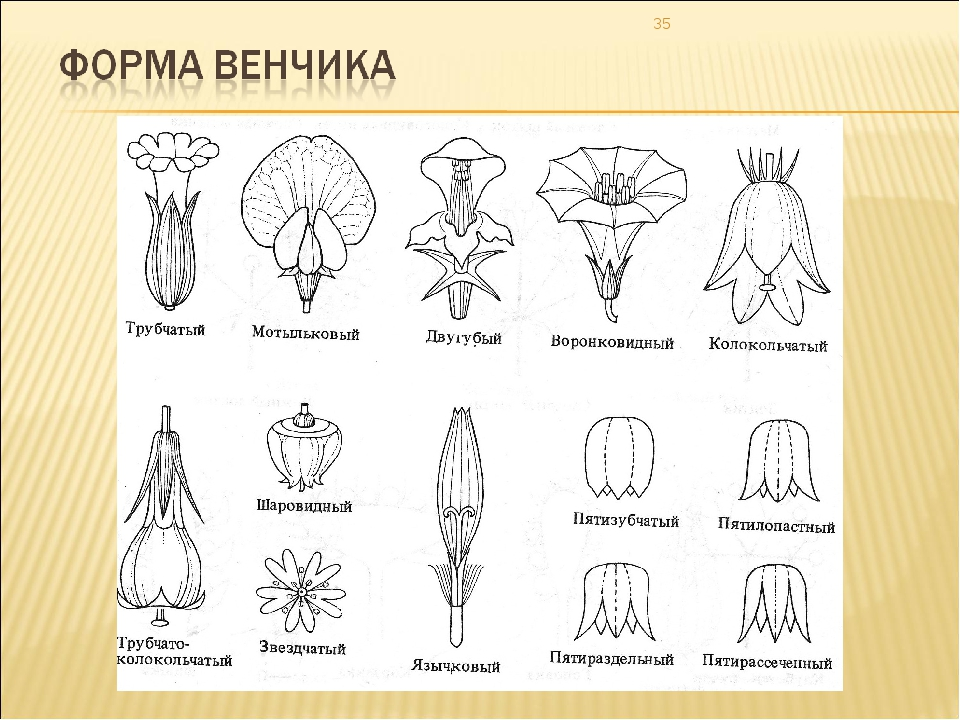 35
ФОРМА ВЕНЧИКА
Трубчатый
Мотыльковый
Двугубый
Воронковидный
Колокольчатый
Шаровидный
Пятизубчатый
Пятилопастный
Трубчато-
колокольчатый
Звездчатый
Язычковый
Пятираздельный
Пятирассеченный